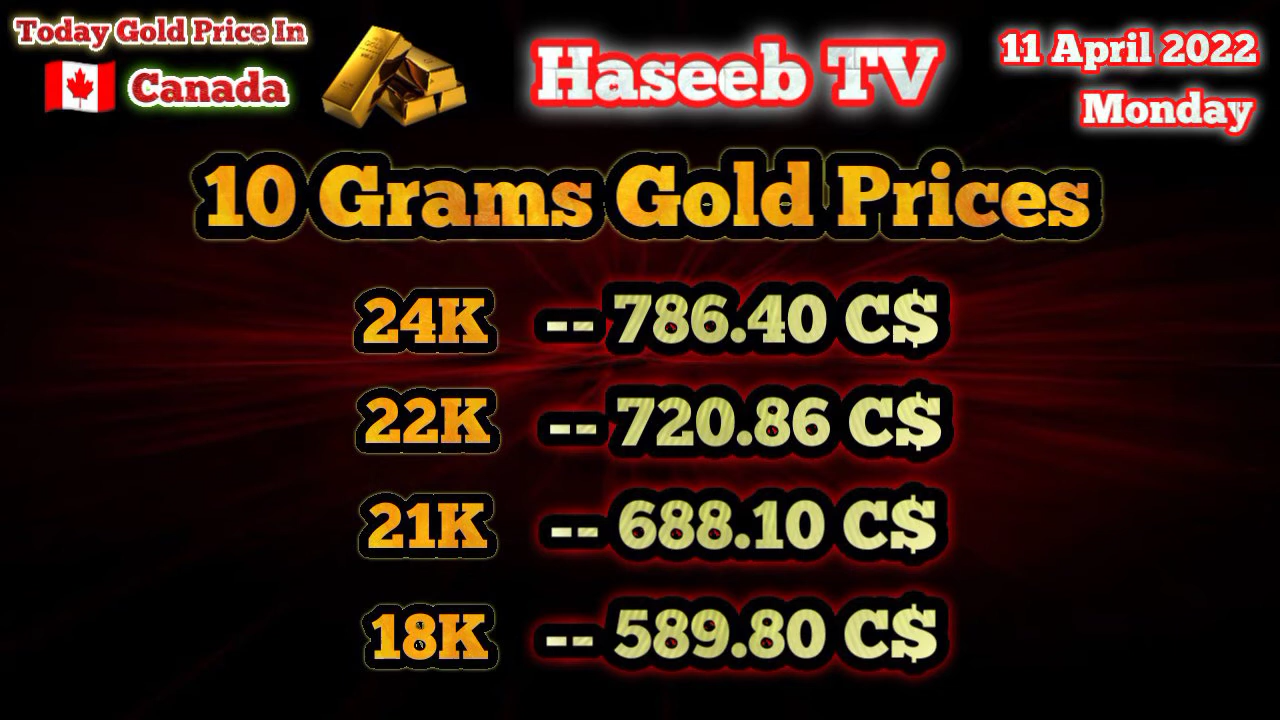 Today Gold Price In
Canada
Haseeb TV
11 April 2022
Monday
10 Grams Gold Prices
24K -- 786.40 C$
22K -- 720.86 C$
21K -- 688.10 C$
18K -- 589.80 C$